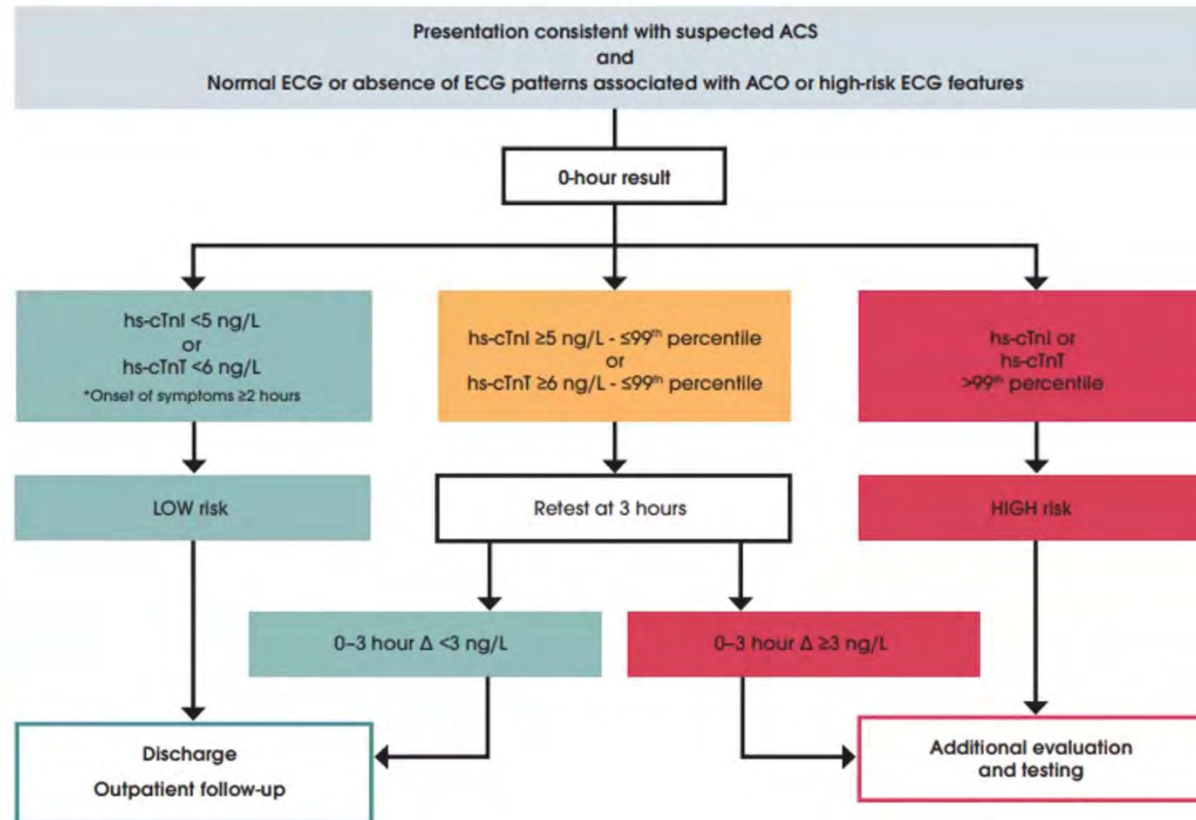 Presentation consistent with suspected ACS
and
Normal ECG or absence of ECG patterns associated with ACO or high-risk ECG features
0-hour result
hs-cTnI <5 ng/L
or
hs-cTnT <6 ng/L
*Onset of symptoms ≥2 hours
hs-cTnI ≥5 ng/L - ≤99th percentile
or
hs-cTnT ≥6 ng/L - ≤99th percentile
hs-cTnI or
hs-cTnT
>99th percentile
LOW risk
Retest at 3 hours
HIGH risk
0–3 hour Δ <3 ng/L
0–3 hour Δ ≥3 ng/L
Discharge
Outpatient follow-up
Additional evaluation
and testing